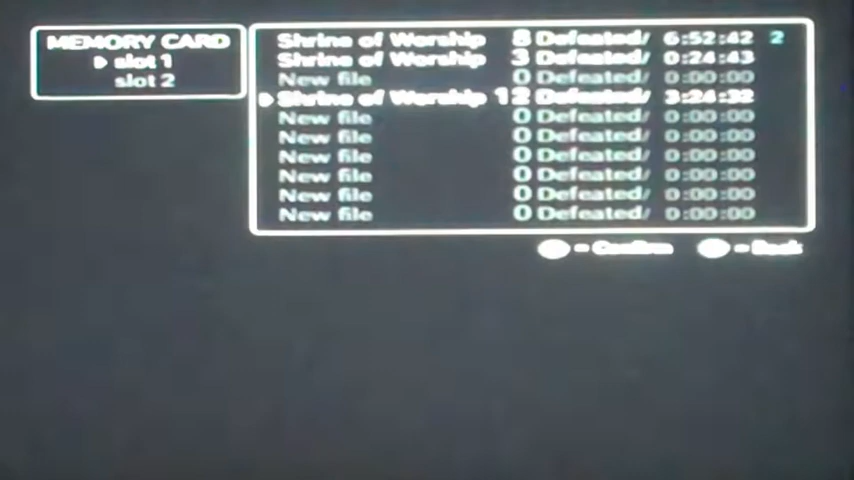 MEMORY CARD
slot 1
slot 2
Shrine of Worship 8 Defeated/ 6:52:42 2
Shrine of Worship 3 Defeated/ 0:24:43
New file 0 Defeated/ 0:00:00
Shrine of Worship 12 Defeated/ 3:24:32
New file 0 Defeated/ 0:00:00
New file 0 Defeated/ 0:00:00
New file 0 Defeated/ 0:00:00
New file 0 Defeated/ 0:00:00
New file 0 Defeated/ 0:00:00
New file 0 Defeated/ 0:00:00
= Confirm = Back